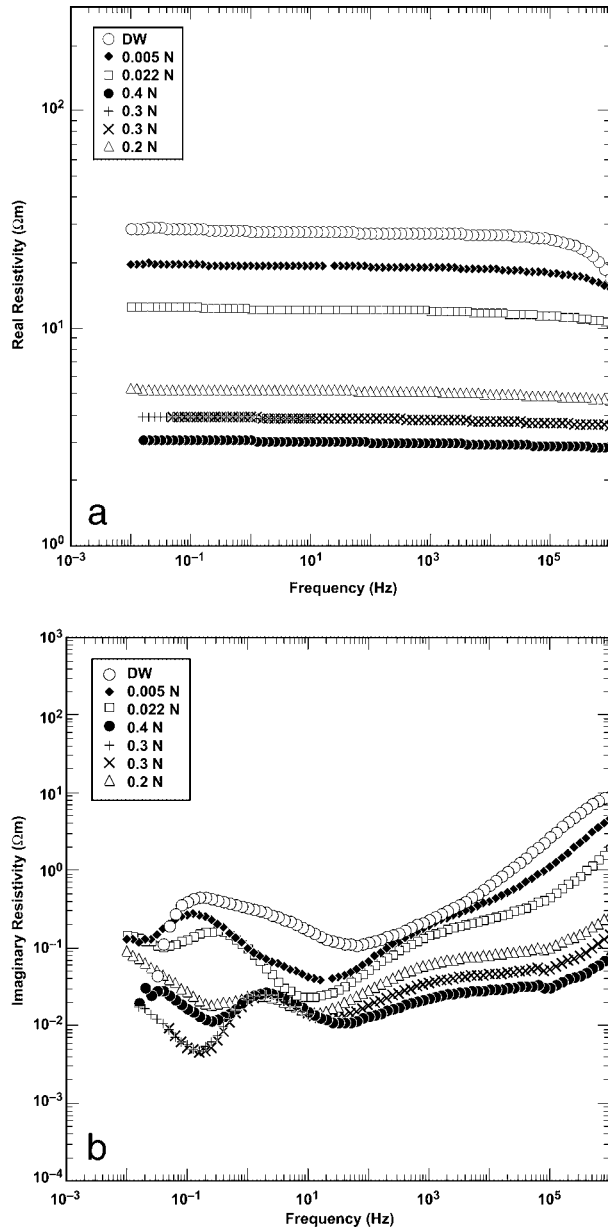 DW
0.005 N
0.022 N
0.4 N
0.3 N
0.3 N
0.2 N
10²
10¹
10⁰
Real Resistivity (Ωm)
a
10⁻³ 10⁻¹ 10¹ 10³ 10⁵
Frequency (Hz)
10³
10²
10¹
10⁰
10⁻¹
10⁻²
10⁻³
10⁻⁴
Imaginary Resistivity (Ωm)
DW
0.005 N
0.022 N
0.4 N
0.3 N
0.3 N
0.2 N
b
10⁻³ 10⁻¹ 10¹ 10³ 10⁵
Frequency (Hz)